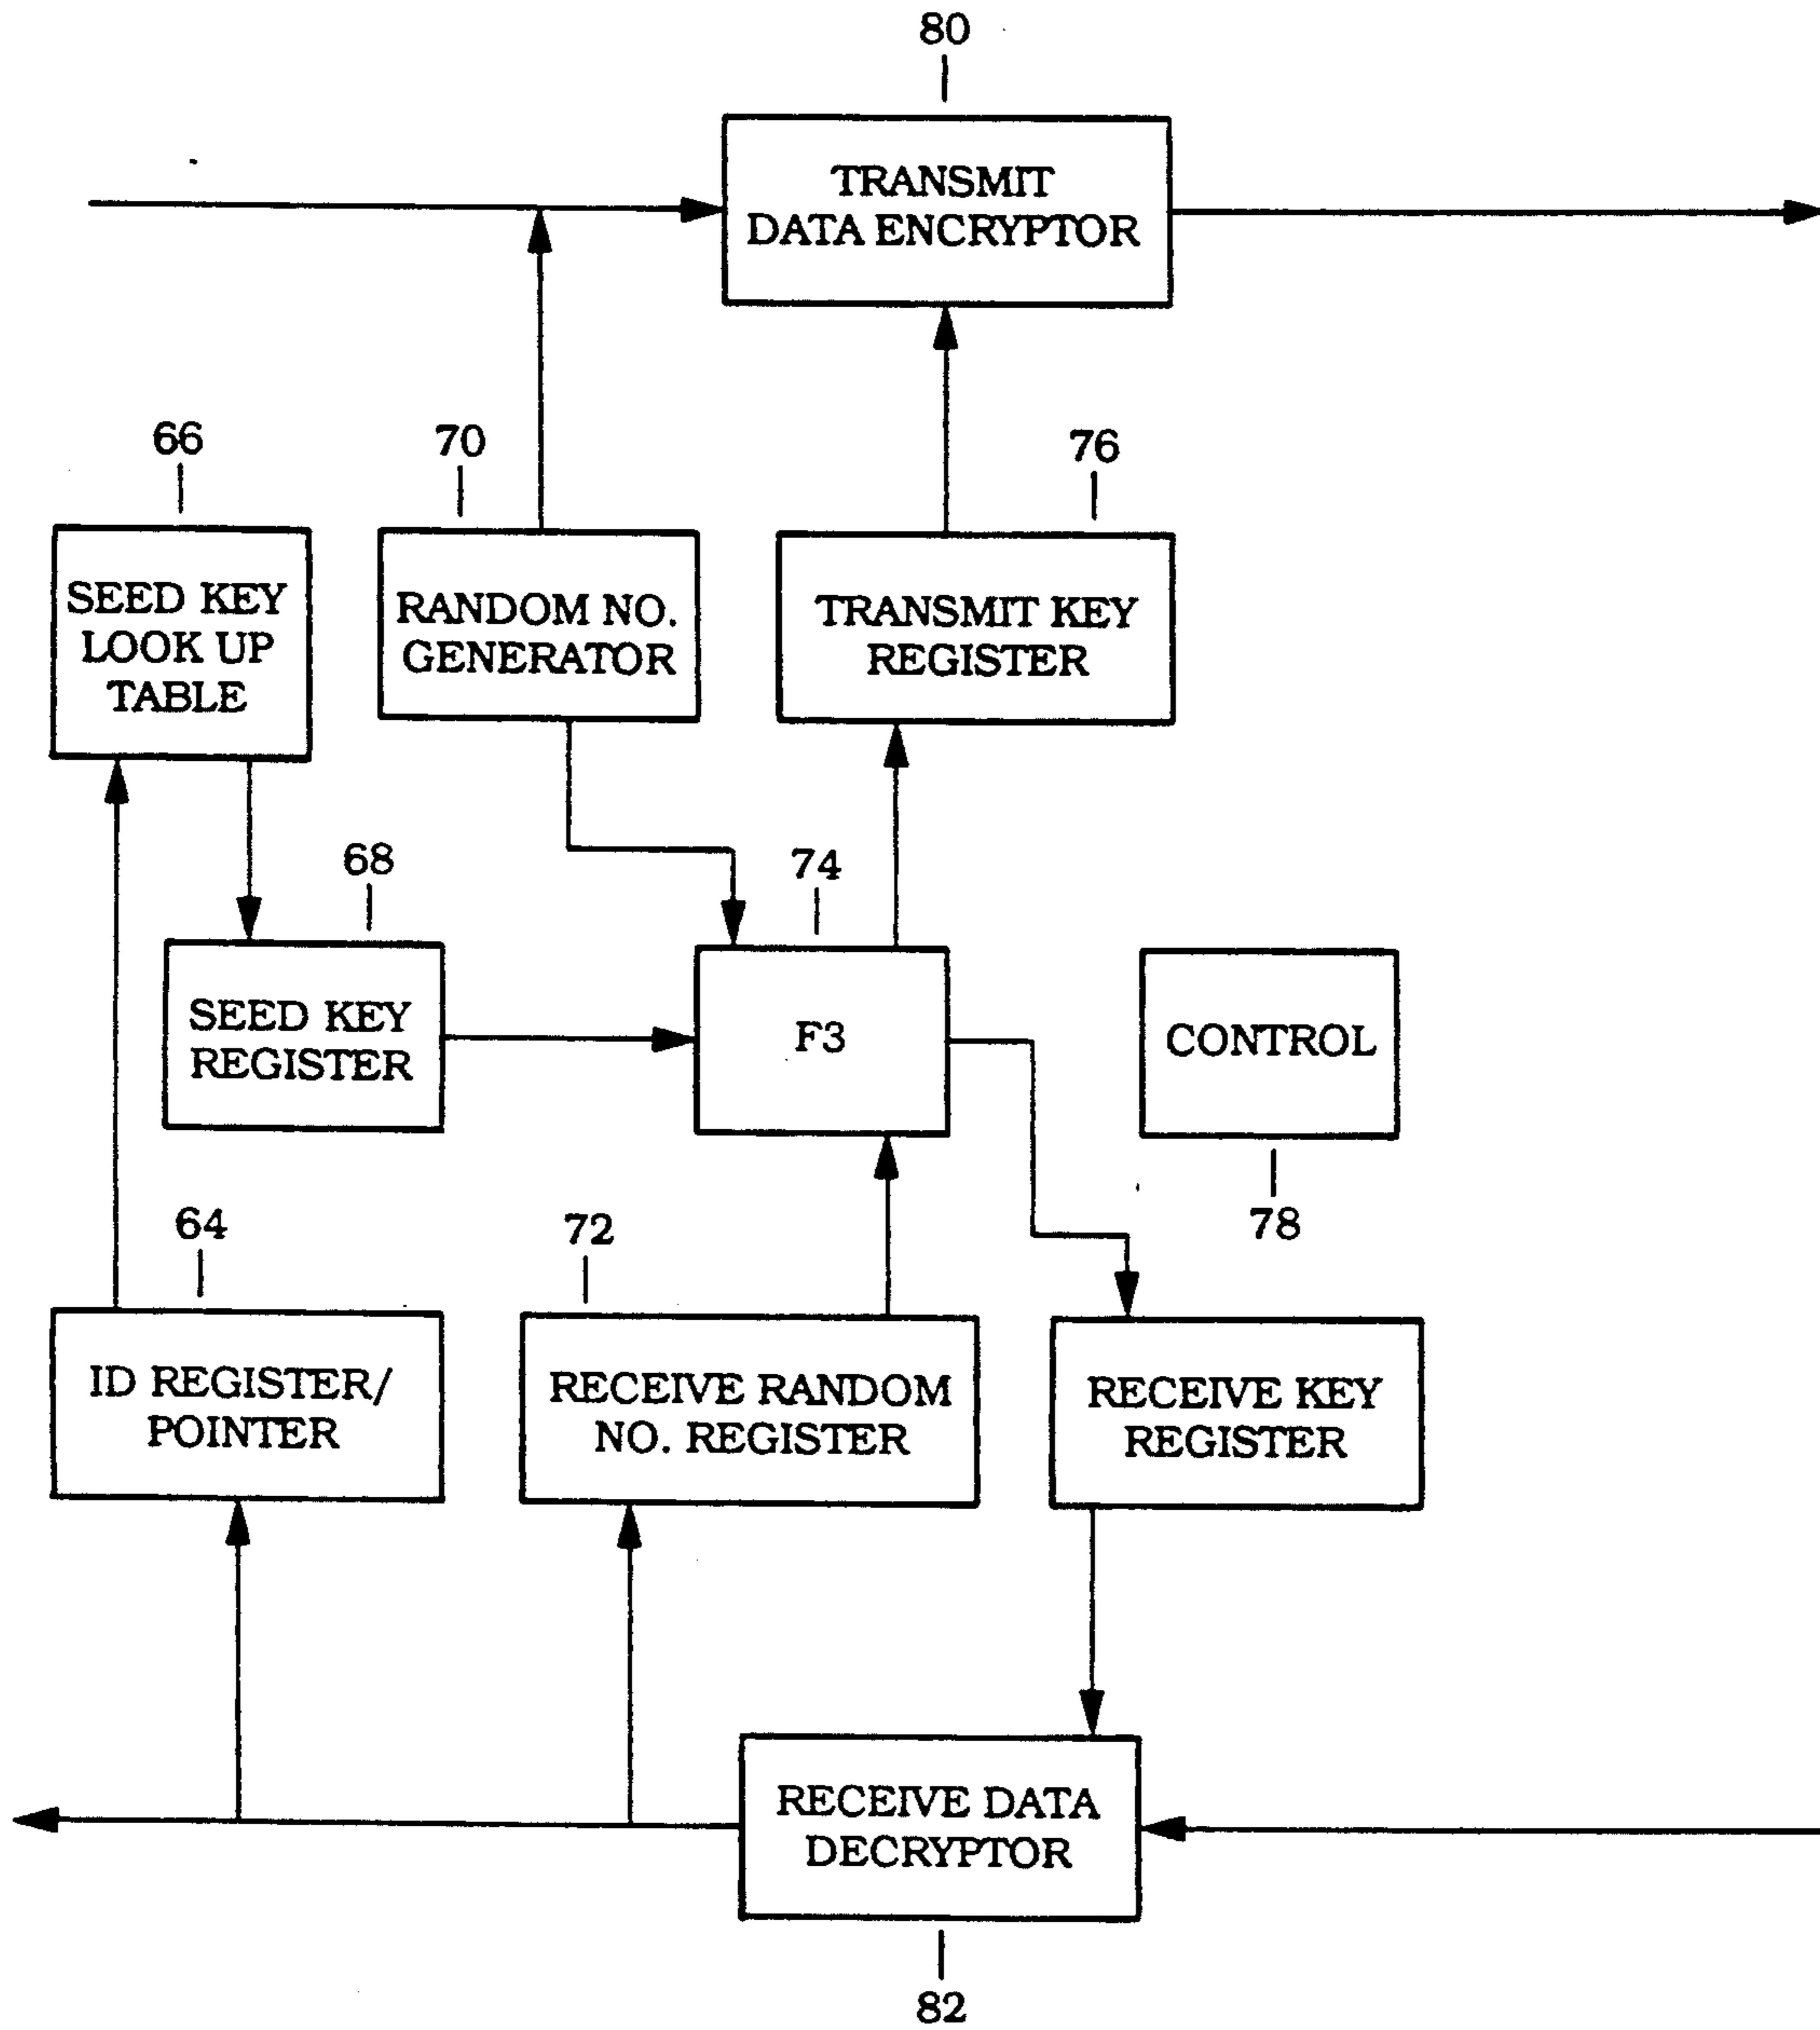 80
TRANSMIT
DATA ENCRYPTOR
66
70
76
SEED KEY
LOOK UP
TABLE
RANDOM NO.
GENERATOR
TRANSMIT KEY
REGISTER
68
74
SEED KEY
REGISTER
F3
CONTROL
64
72
78
ID REGISTER/
POINTER
RECEIVE RANDOM
NO. REGISTER
RECEIVE KEY
REGISTER
RECEIVE DATA
DECRYPTOR
82